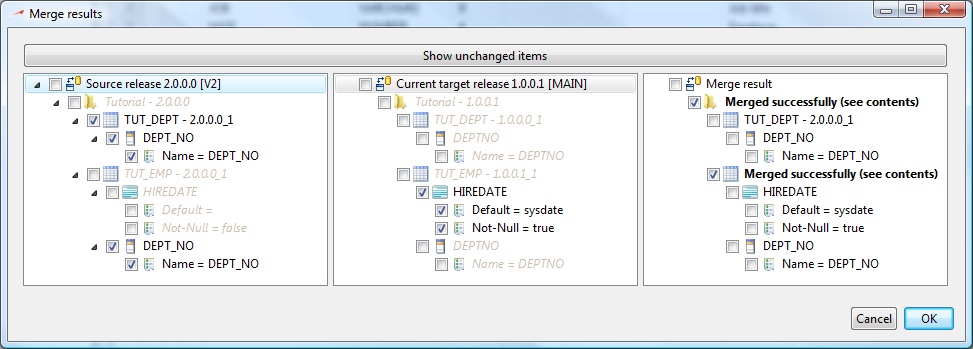 Merge results
Show unchanged items
Source release 2.0.0.0 [V2]
Tutorial - 2.0.0.0
TUT_DEPT - 2.0.0.0_1
DEPT_NO
Name = DEPT_NO
TUT_EMP - 2.0.0.0_1
HIREDATE
Default =
Not-Null = false
DEPT_NO
Name = DEPT_NO
Current target release 1.0.0.1 [MAIN]
Tutorial - 1.0.0.1
TUT_DEPT - 1.0.0.0_1
DEPTNO
Name = DEPTNO
TUT_EMP - 1.0.0.1_1
HIREDATE
Default = sysdate
Not-Null = true
DEPTNO
Name = DEPTNO
Merge result
Merged successfully (see contents)
TUT_DEPT - 2.0.0.0_1
DEPT_NO
Name = DEPT_NO
Merged successfully (see contents)
HIREDATE
Default = sysdate
Not-Null = true
DEPT_NO
Name = DEPT_NO
Cancel
OK